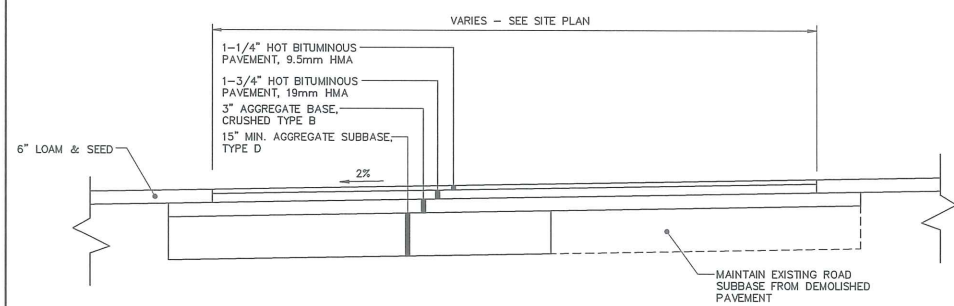 VARIES – SEE SITE PLAN
1–1/4" HOT BITUMINOUS
PAVEMENT, 9.5mm HMA
1–3/4" HOT BITUMINOUS
PAVEMENT, 19mm HMA
3" AGGREGATE BASE,
CRUSHED TYPE B
15" MIN. AGGREGATE SUBBASE,
TYPE D
6" LOAM & SEED
2%
MAINTAIN EXISTING ROAD
SUBBASE FROM DEMOLISHED
PAVEMENT